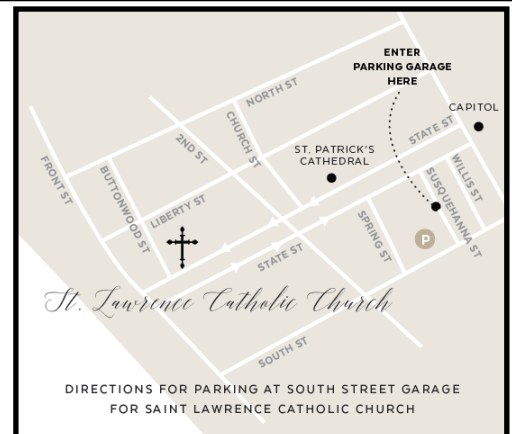 ENTER
PARKING GARAGE
HERE
NORTH ST
CAPITOL
STATE ST
CHURCH ST
2ND ST
ST. PATRICK'S
CATHEDRAL
WILLIS ST
SUSQUEHANNA ST
FRONT ST
BUTTONWOOD ST
LIBERTY ST
SPRING ST
P
STATE ST
St. Lawrence Catholic Church
SOUTH ST
DIRECTIONS FOR PARKING AT SOUTH STREET GARAGE
FOR SAINT LAWRENCE CATHOLIC CHURCH